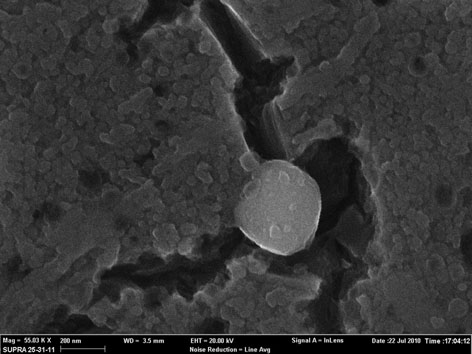 Mag = 55.03 K X   200 nm   WD = 3.5 mm   EHT = 20.00 kV   Signal A = InLens   Date :22 Jul 2010   Time :17:04:12
SUPRA 25-31-11   Noise Reduction = Line Avg